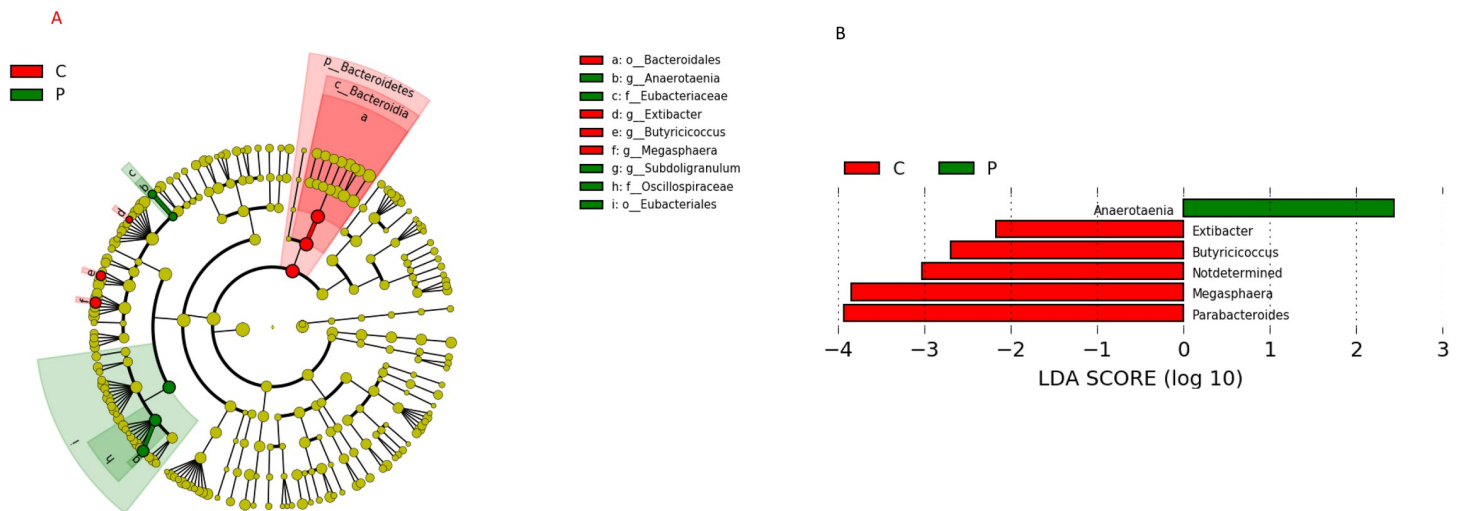 A
C
P
p__Bacteroidetes
c__Bacteroidia
a
c
b
d
e
f
i
h
g
a: o__Bacteroidales
b: g__Anaerotaenia
c: f__Eubacteriaceae
d: g__Extibacter
e: g__Butyricicoccus
f: g__Megasphaera
g: g__Subdoligranulum
h: f__Oscillospiraceae
i: o__Eubacteriales
B
C P
Anaerotaenia
Extibacter
Butyricicoccus
Notdetermined
Megasphaera
Parabacteroides
−4 −3 −2 −1 0 1 2 3
LDA SCORE (log 10)